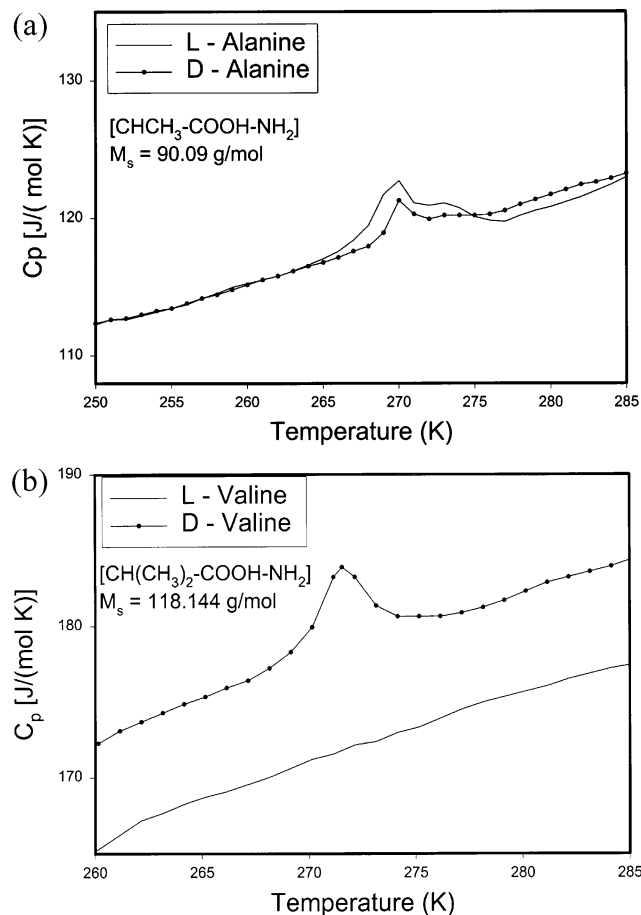 (a)
L - Alanine
D - Alanine
[CHCH₃-COOH-NH₂]
Mₛ = 90.09 g/mol
Cp [J/( mol K)]
135
120
110
250
255
260
265
270
275
280
285
Temperature (K)
(b)
L - Valine
D - Valine
[CH(CH₃)₂-COOH-NH₂]
Mₛ = 118.144 g/mol
Cₚ [J/(mol K)]
190
180
170
260
265
270
275
280
285
Temperature (K)